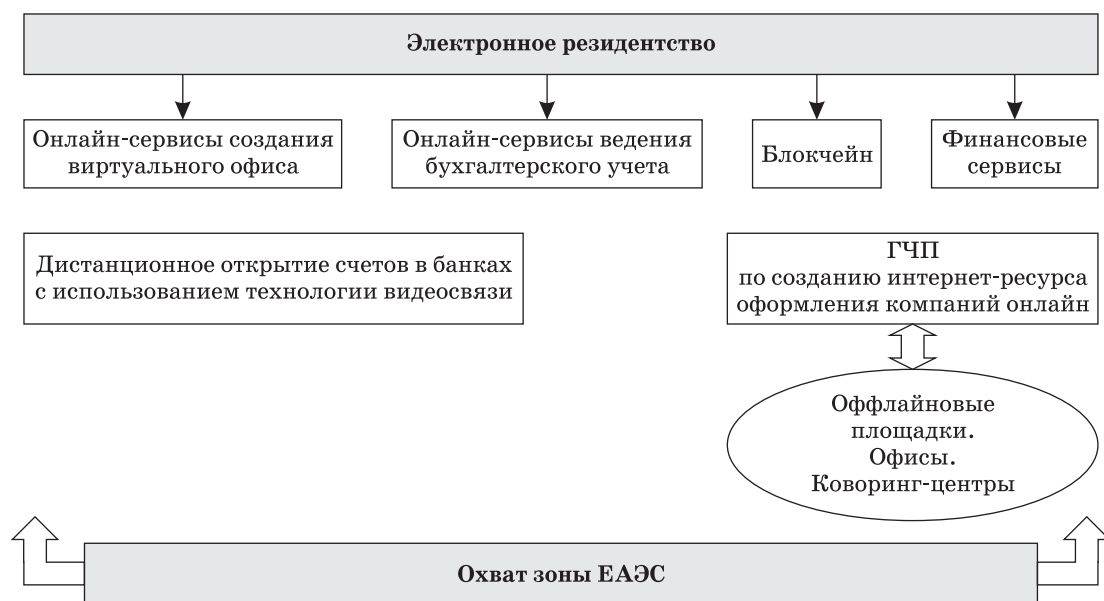 Электронное резидентство
Онлайн-сервисы создания
виртуального офиса
Онлайн-сервисы ведения
бухгалтерского учета
Блокчейн
Финансовые
сервисы
Дистанционное открытие счетов в банках
с использованием технологии видеосвязи
ГЧП
по созданию интернет-ресурса
оформления компаний онлайн
Оффлайновые
площадки.
Офисы.
Коворинг-центры
Охват зоны ЕАЭС